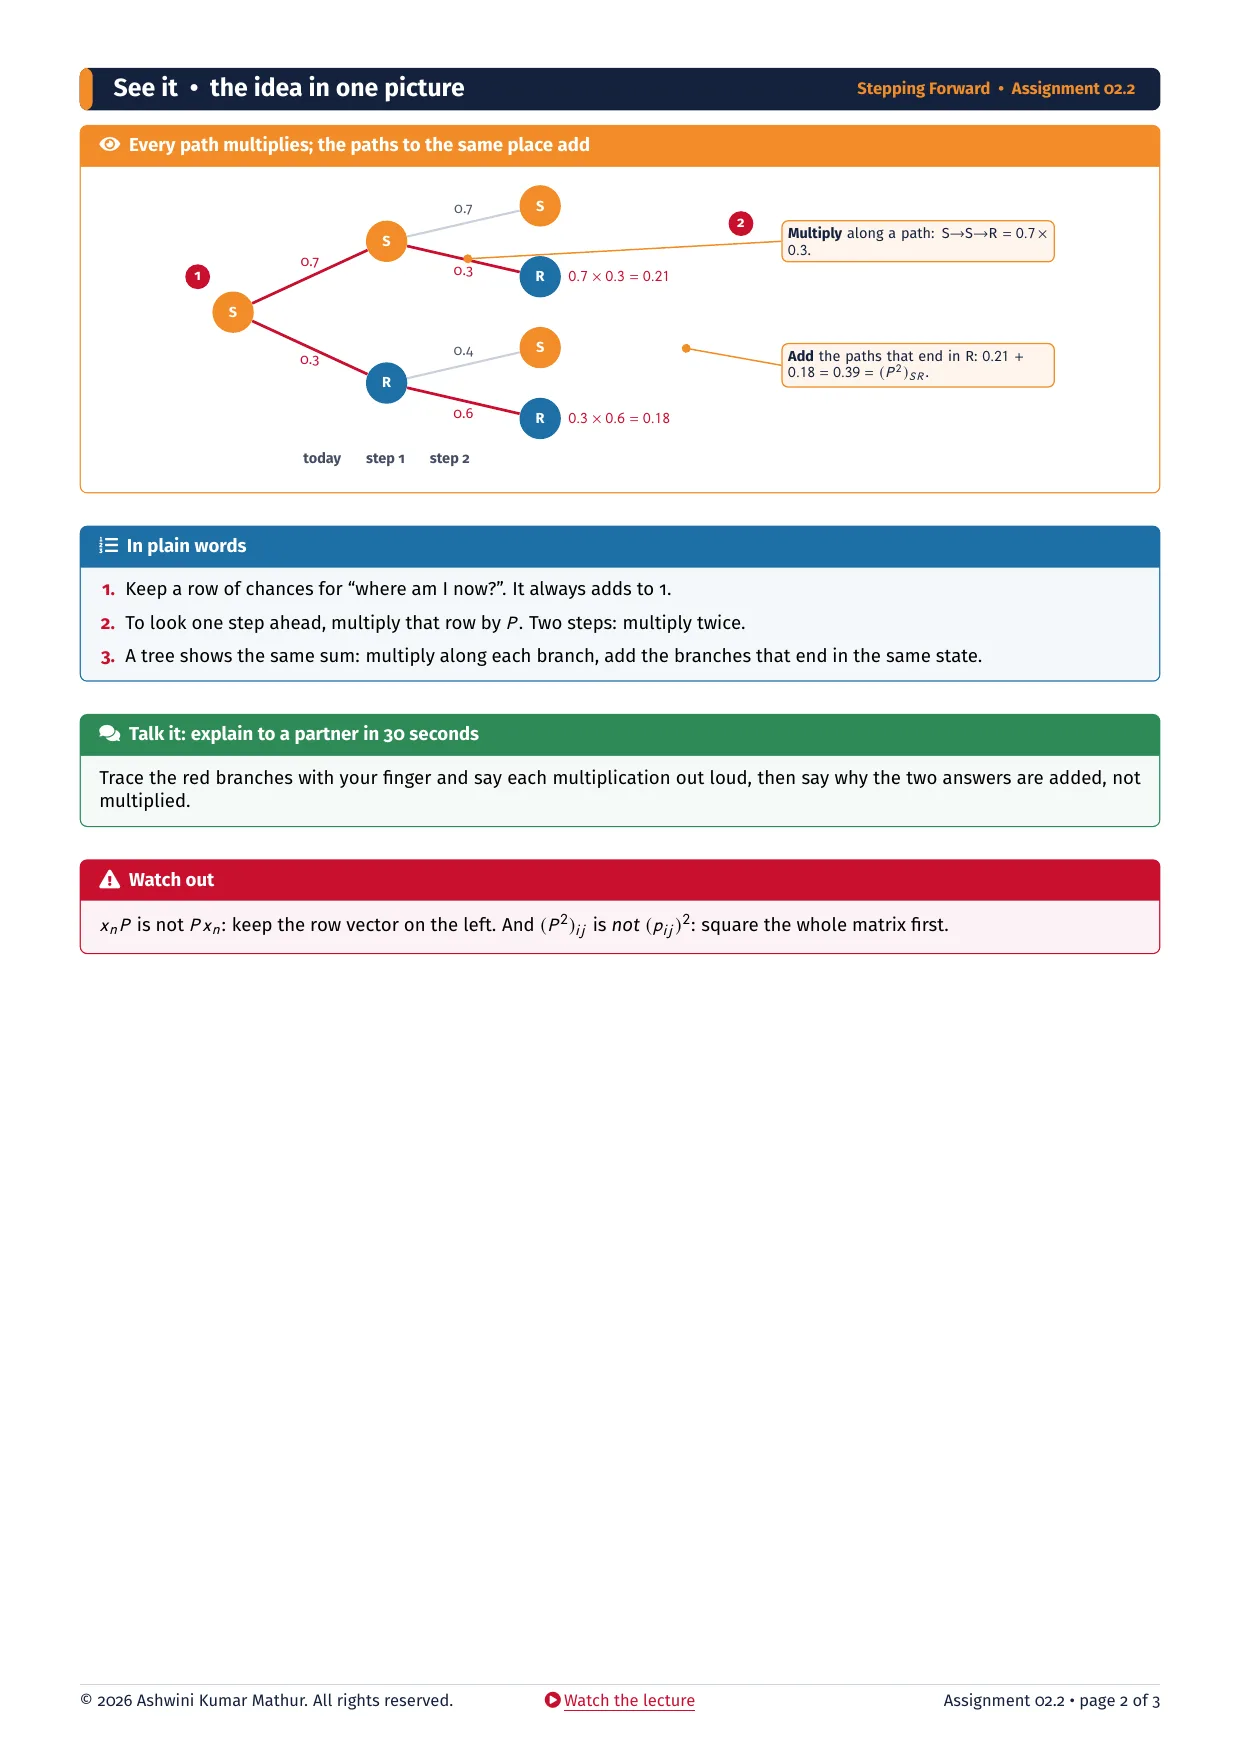 See it • the idea in one picture
Stepping Forward • Assignment 02.2
Every path multiplies; the paths to the same place add
0.7
S
2
Multiply along a path: S→S→R = 0.7 ×
0.3.
S
0.7
0.3
R
0.7 × 0.3 = 0.21
1
S
0.3
0.4
S
Add the paths that end in R: 0.21 +
0.18 = 0.39 = (P²)_SR.
R
0.6
R
0.3 × 0.6 = 0.18
today step 1 step 2
In plain words
1. Keep a row of chances for “where am I now?”. It always adds to 1.
2. To look one step ahead, multiply that row by P. Two steps: multiply twice.
3. A tree shows the same sum: multiply along each branch, add the branches that end in the same state.
Talk it: explain to a partner in 30 seconds
Trace the red branches with your finger and say each multiplication out loud, then say why the two answers are added, not
multiplied.
Watch out
x_n P is not P x_n: keep the row vector on the left. And (P²)_ij is not (p_ij)²: square the whole matrix first.
© 2026 Ashwini Kumar Mathur. All rights reserved.
Watch the lecture
Assignment 02.2 • page 2 of 3